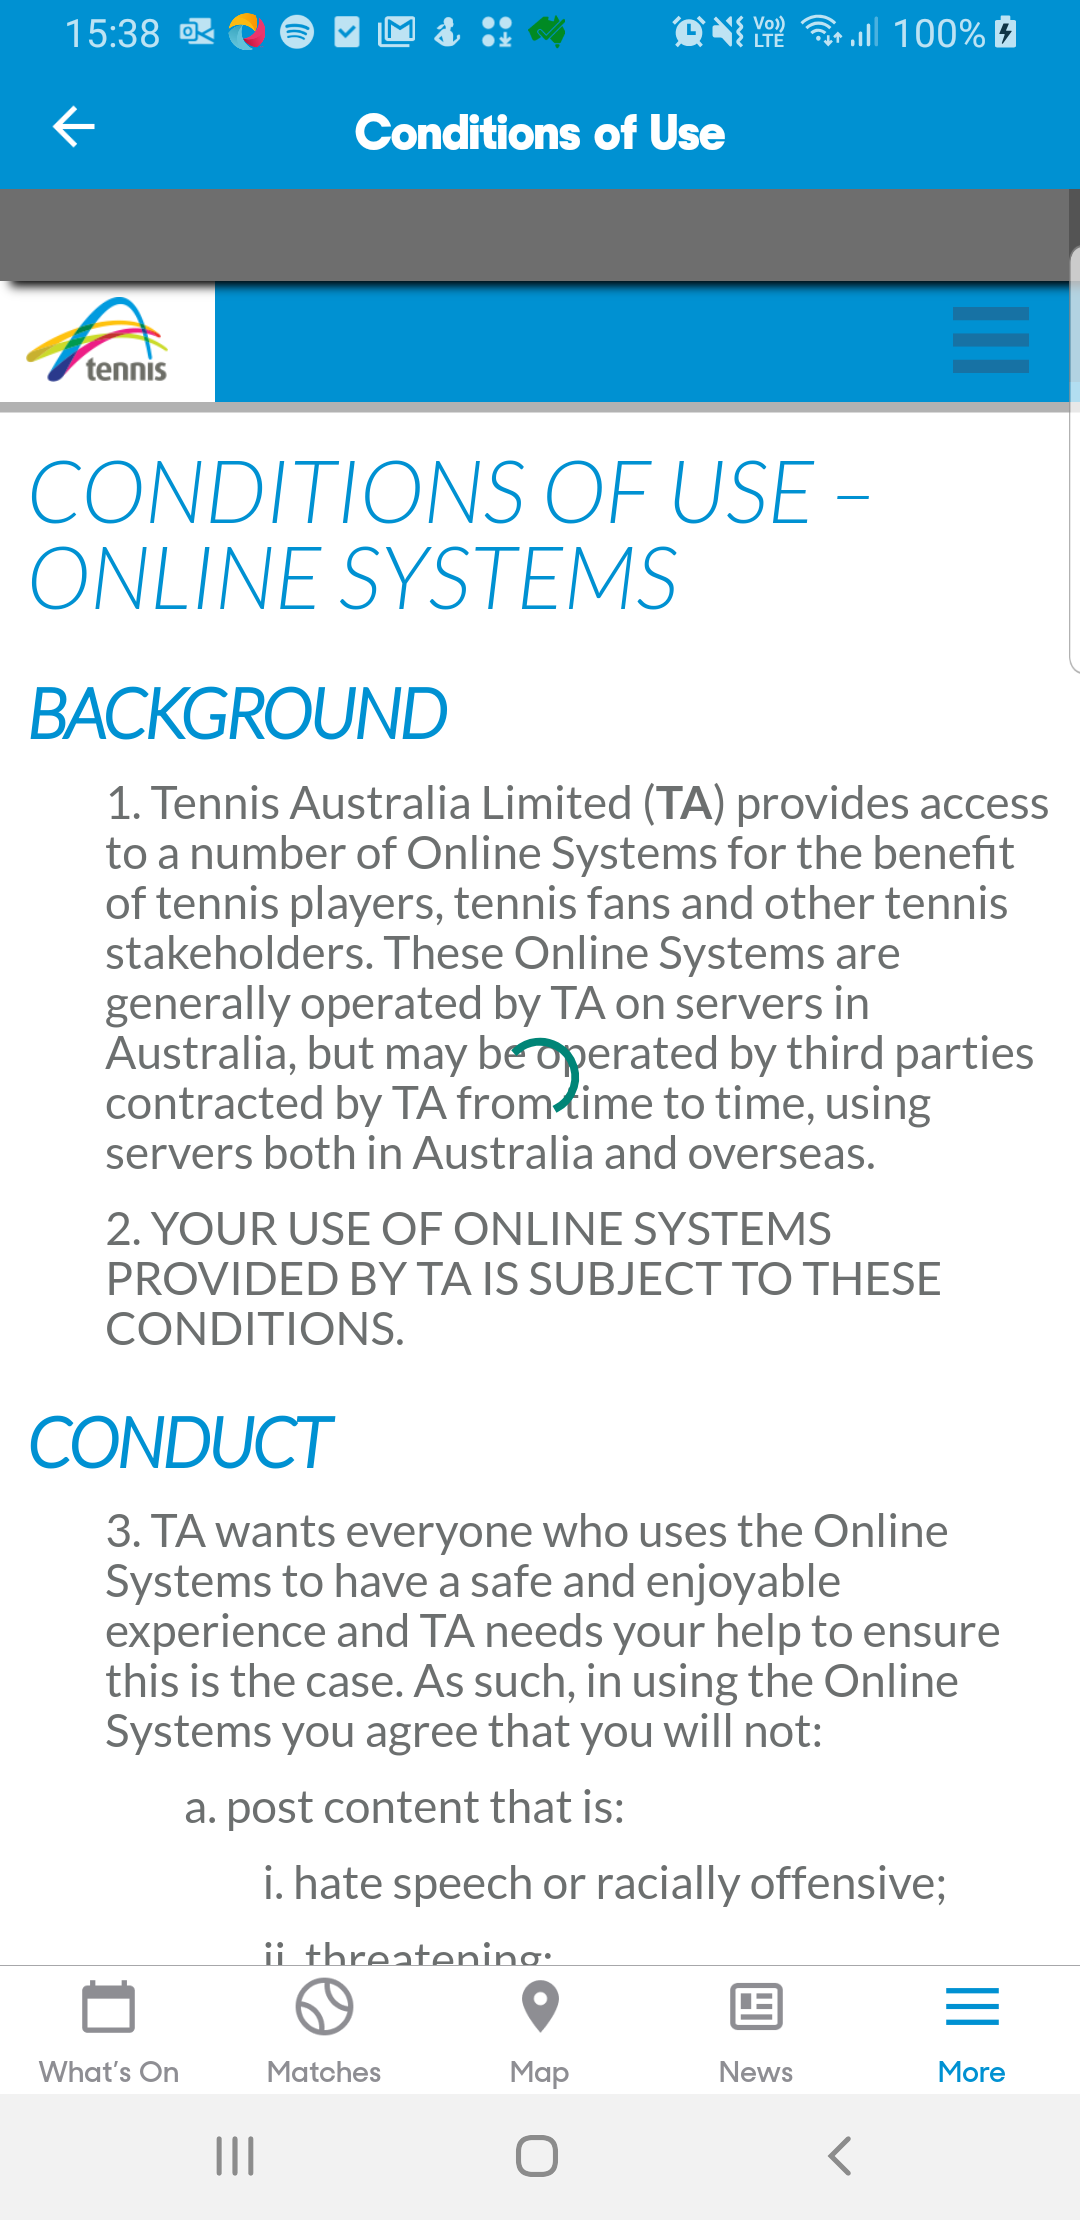 15:38
Vo)) LTE
100%
Conditions of Use
tennis
CONDITIONS OF USE –
ONLINE SYSTEMS
BACKGROUND
1. Tennis Australia Limited (TA) provides access
to a number of Online Systems for the benefit
of tennis players, tennis fans and other tennis
stakeholders. These Online Systems are
generally operated by TA on servers in
Australia, but may be operated by third parties
contracted by TA from time to time, using
servers both in Australia and overseas.
2. YOUR USE OF ONLINE SYSTEMS
PROVIDED BY TA IS SUBJECT TO THESE
CONDITIONS.
CONDUCT
3. TA wants everyone who uses the Online
Systems to have a safe and enjoyable
experience and TA needs your help to ensure
this is the case. As such, in using the Online
Systems you agree that you will not:
a. post content that is:
i. hate speech or racially offensive;
ii. threatening;
What's On
Matches
Map
News
More